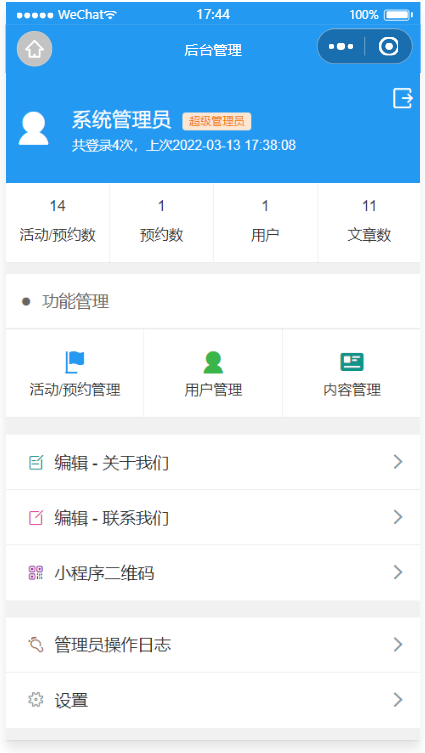 WeChat 17:44 100%
后台管理
系统管理员 超级管理员
共登录4次，上次2022-03-13 17:38:08
14 1 1 11
活动/预约数 预约数 用户 文章数
功能管理
活动/预约管理 用户管理 内容管理
编辑 - 关于我们
编辑 - 联系我们
小程序二维码
管理员操作日志
设置